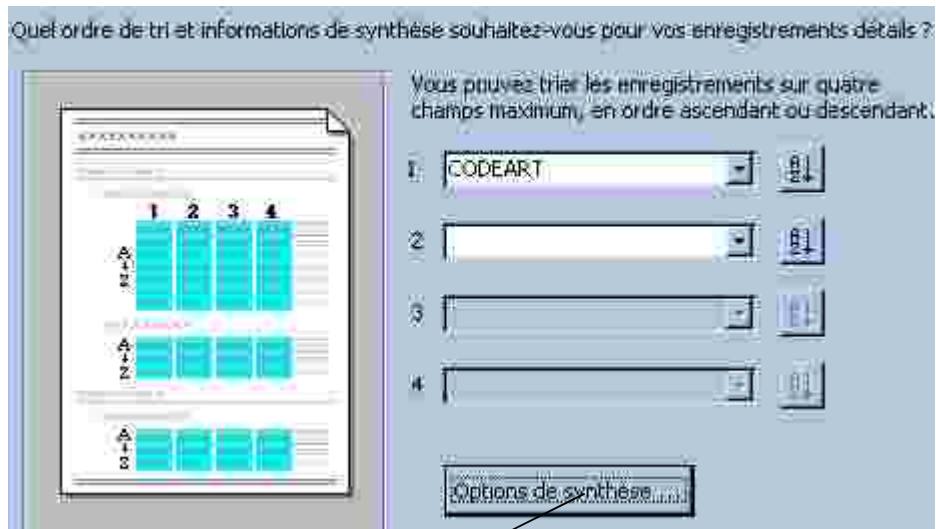 Quel ordre de tri et informations de synthèse souhaitez-vous pour vos enregistrements détails ?
Vous pouvez trier les enregistrements sur quatre
champs maximum, en ordre ascendant ou descendant.
1 2 3 4
A
Z
A
Z
A
Z
1 CODEART
2
3
4
Options de synthèse ...